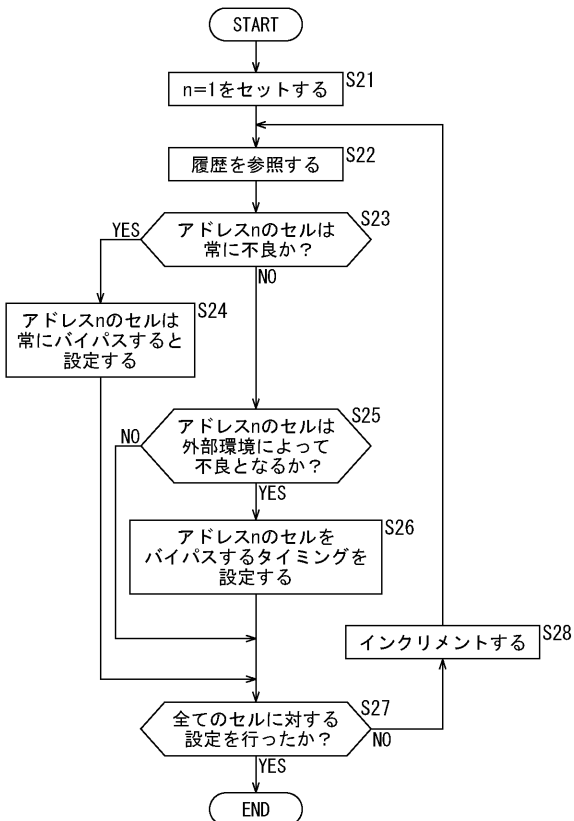 START
n=1をセットする
S21
履歴を参照する
S22
アドレスnのセルは
常に不良か？
S23
YES
NO
アドレスnのセルは
常にバイパスすると
設定する
S24
アドレスnのセルは
外部環境によって
不良となるか？
S25
NO
YES
アドレスnのセルを
バイパスするタイミングを
設定する
S26
インクリメントする
S28
全てのセルに対する
設定を行ったか？
S27
NO
YES
END